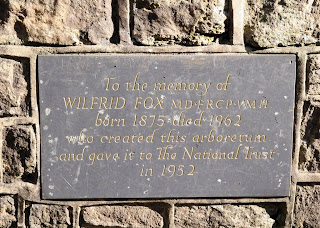 To the memory of
WILFRID FOX M·D·F·R·C·P·V·M·H·
born 1875·died 1962
who created this arboretum
and gave it to the National Trust
in 1952